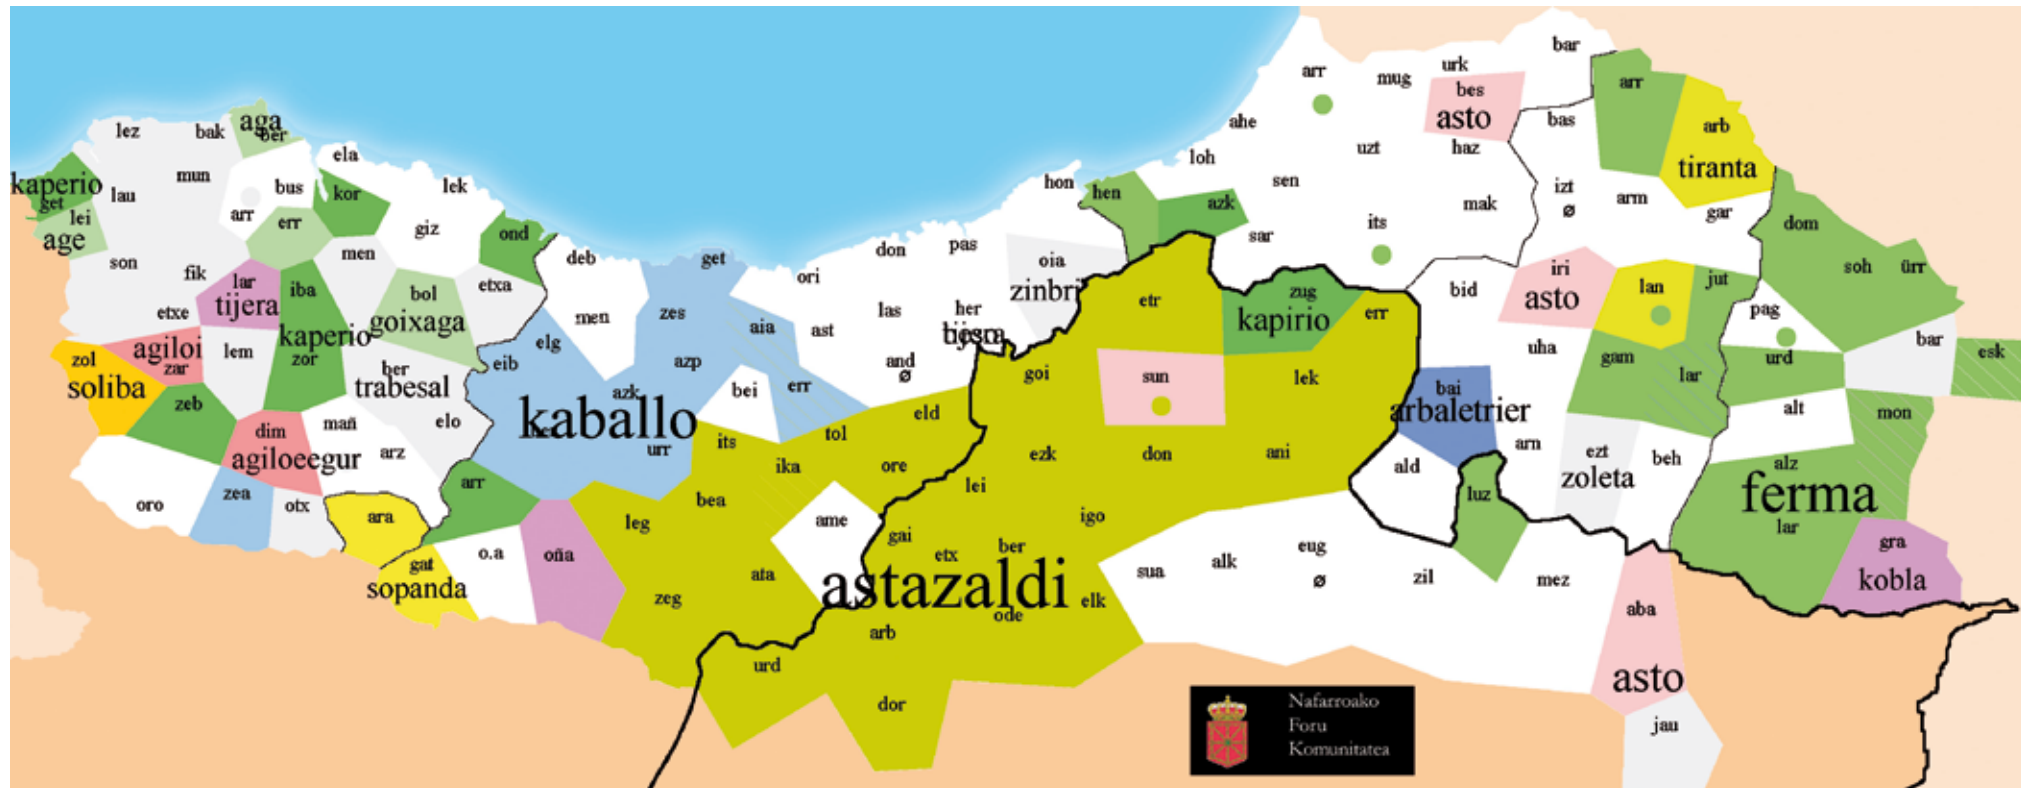 bar
urk
arr
mug
arr
bes
asto
aga
ber
lez
bak
ahe
bas
arb
ela
uzt
haz
loh
tiranta
mun
kaperio
get
lau
bus
kor
lek
hon
hen
sen
izt
ø
arm
lei
age
arr
err
giz
azk
mak
gar
ond
its
dom
sar
don
pas
son
fik
men
deb
get
oia
zinbri
iri
asto
soh
ürr
lar
tijera
iba
bol
goixaga
etxa
ori
etr
zug
kapirio
err
bid
lan
jut
etxe
men
zes
aia
ast
las
her
pag
kaperio
zor
agiloi
zar
lem
elg
uha
bar
esk
zol
soliba
ber
trabesal
eib
azp
and
ø
goi
sun
lek
gam
lar
urd
zeb
azk
kaballo
bei
err
bai
arbaletrier
alt
mon
dim
agiloeegur
mañ
elo
urr
its
tol
eld
arz
ika
ore
ezk
don
ani
ald
arn
ezt
zoleta
beh
alz
ferma
lar
oro
zea
otx
ara
arr
leg
bea
ame
lei
gai
igo
luz
gat
sopanda
o.a
oña
zeg
ata
etx
ber
astazaldi
ode
elk
sua
alk
eug
ø
zil
mez
gra
kobla
aba
asto
arb
urd
dor
jau
Nafarroako
Foru
Komunitatea